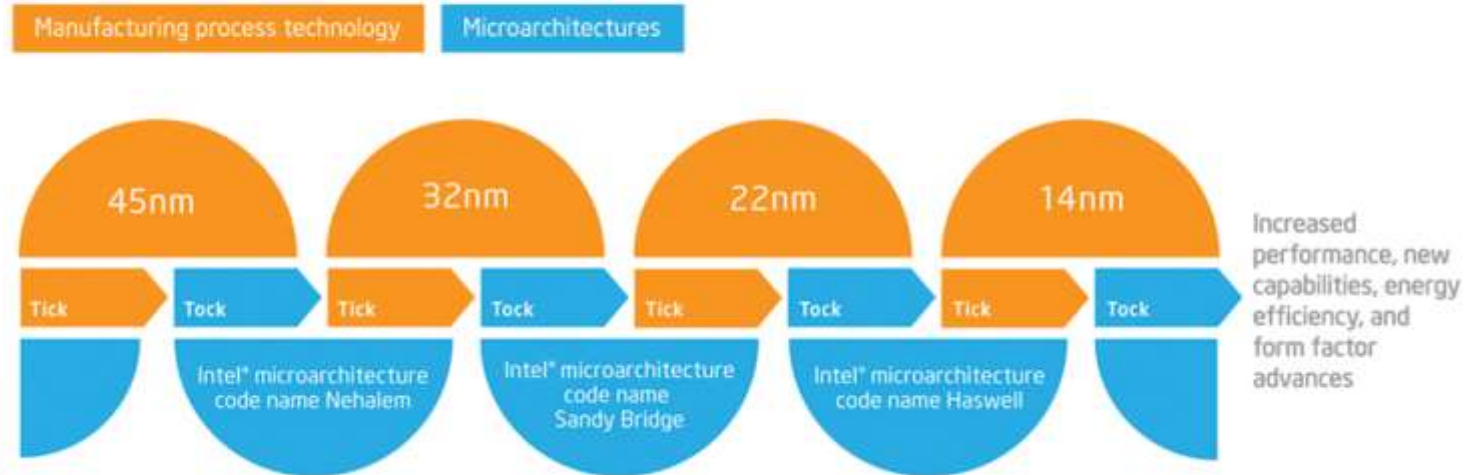 Manufacturing process technology
Microarchitectures
45nm
32nm
22nm
14nm
Tick
Tock
Tick
Tock
Tick
Tock
Tick
Tock
Intel® microarchitecture
code name Nehalem
Intel® microarchitecture
code name
Sandy Bridge
Intel® microarchitecture
code name Haswell
Increased
performance, new
capabilities, energy
efficiency, and
form factor
advances